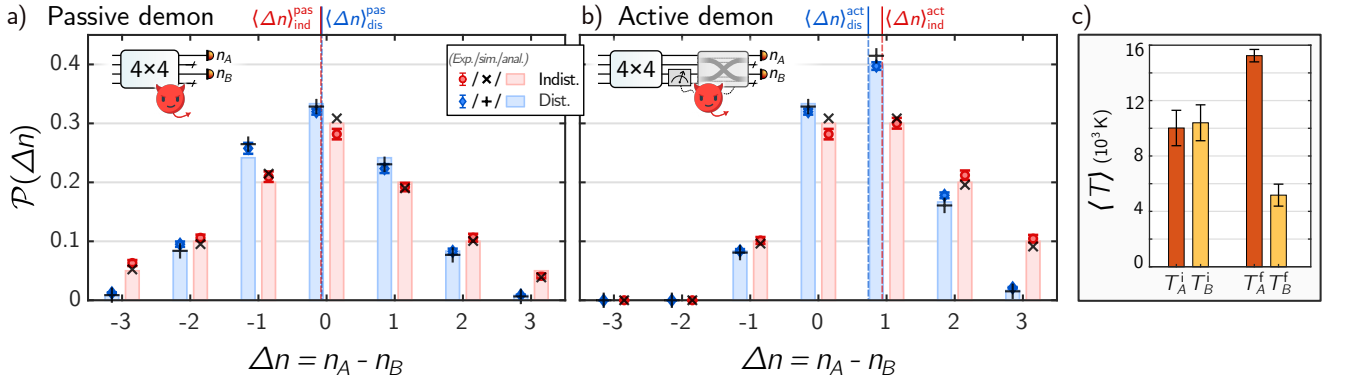 a) Passive demon
⟨Δn⟩^pas_ind ⟨Δn⟩^pas_dis
4×4
n_A
n_B
(Exp./sim./anal.)
/ × / Indist.
/ + / Dist.
P(Δn)
0.4
0.3
0.2
0.1
0
-3 -2 -1 0 1 2 3
Δn = n_A - n_B
b) Active demon
⟨Δn⟩^act_dis ⟨Δn⟩^act_ind
4×4
n_A
n_B
-3 -2 -1 0 1 2 3
Δn = n_A - n_B
c)
⟨T⟩ (10³ K)
16
12
8
4
0
T^i_A T^i_B T^f_A T^f_B